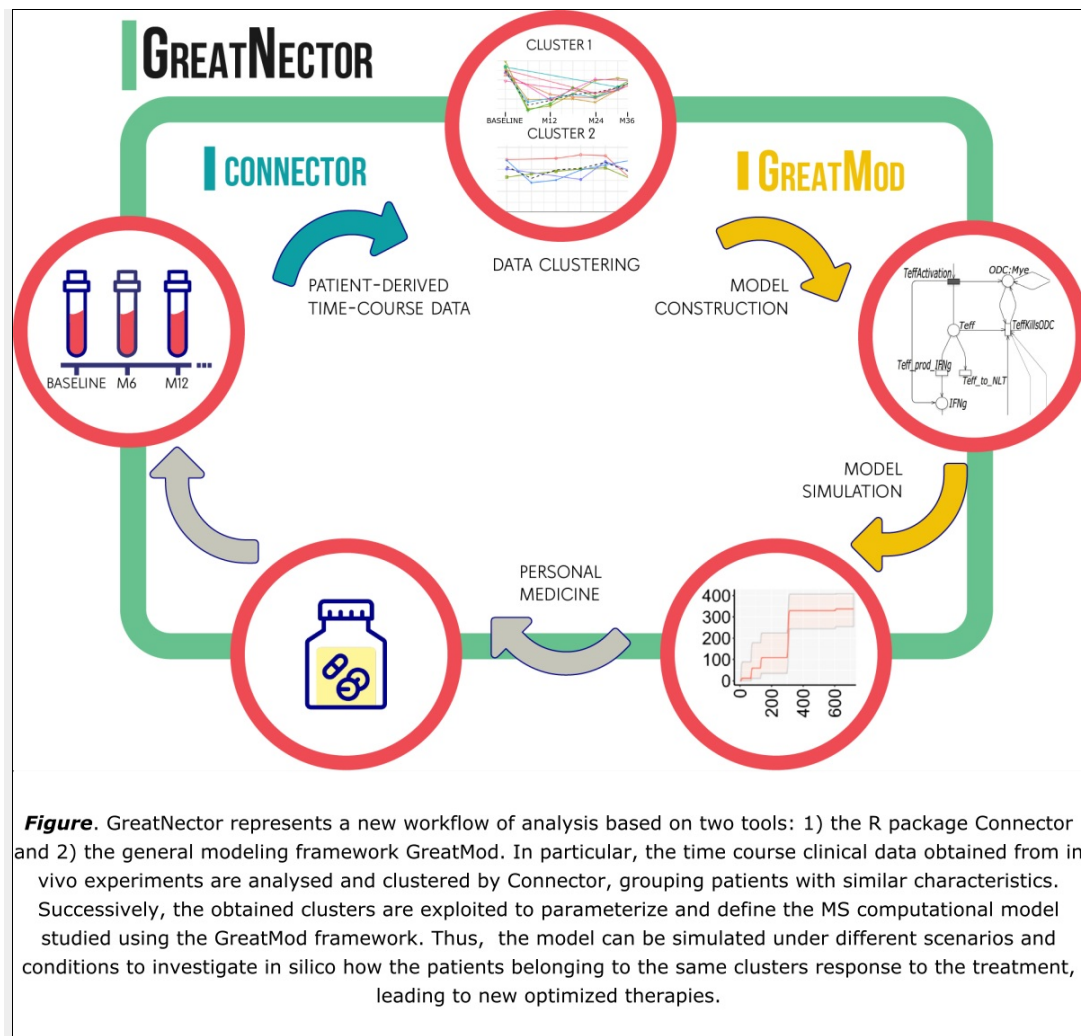 GREATNECTOR
CLUSTER 1
BASELINE M12 M24 M36
CLUSTER 2
CONNECTOR
GREATMOD
DATA CLUSTERING
PATIENT-DERIVED
TIME-COURSE DATA
MODEL
CONSTRUCTION
BASELINE M6 M12
TeffActivation
ODC:Mye
Teff
TeffKillsODC
Teff_prod_IFNg
Teff_to_NLT
IFNg
MODEL
SIMULATION
PERSONAL
MEDICINE
400
300
200
100
0
0 200 400 600
Figure. GreatNector represents a new workflow of analysis based on two tools: 1) the R package Connector
and 2) the general modeling framework GreatMod. In particular, the time course clinical data obtained from in
vivo experiments are analysed and clustered by Connector, grouping patients with similar characteristics.
Successively, the obtained clusters are exploited to parameterize and define the MS computational model
studied using the GreatMod framework. Thus, the model can be simulated under different scenarios and
conditions to investigate in silico how the patients belonging to the same clusters response to the treatment,
leading to new optimized therapies.